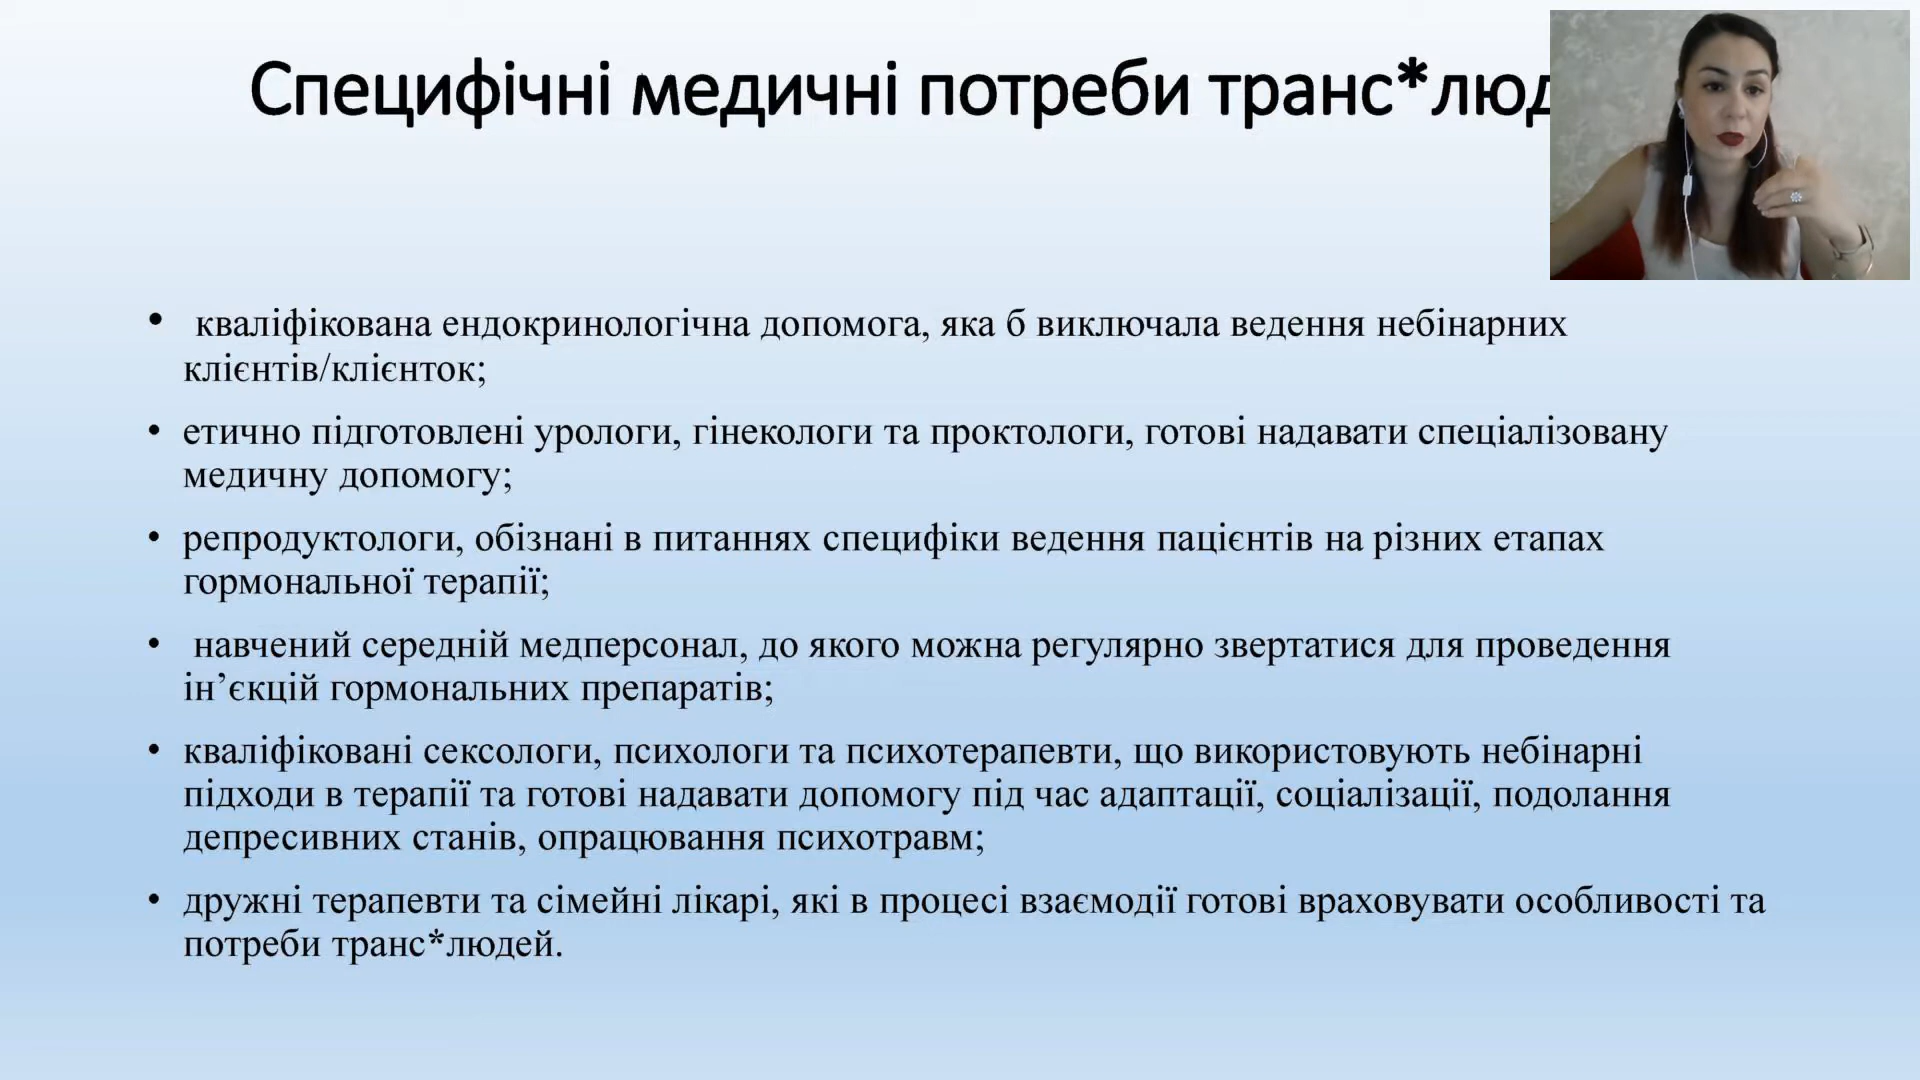 Специфічні медичні потреби транс*люд
• кваліфікована ендокринологічна допомога, яка б виключала ведення небінарних
клієнтів/клієнток;
• етично підготовлені урологи, гінекологи та проктологи, готові надавати спеціалізовану
медичну допомогу;
• репродуктологи, обізнані в питаннях специфіки ведення пацієнтів на різних етапах
гормональної терапії;
• навчений середній медперсонал, до якого можна регулярно звертатися для проведення
ін’єкцій гормональних препаратів;
• кваліфіковані сексологи, психологи та психотерапевти, що використовують небінарні
підходи в терапії та готові надавати допомогу під час адаптації, соціалізації, подолання
депресивних станів, опрацювання психотравм;
• дружні терапевти та сімейні лікарі, які в процесі взаємодії готові враховувати особливості та
потреби транс*людей.